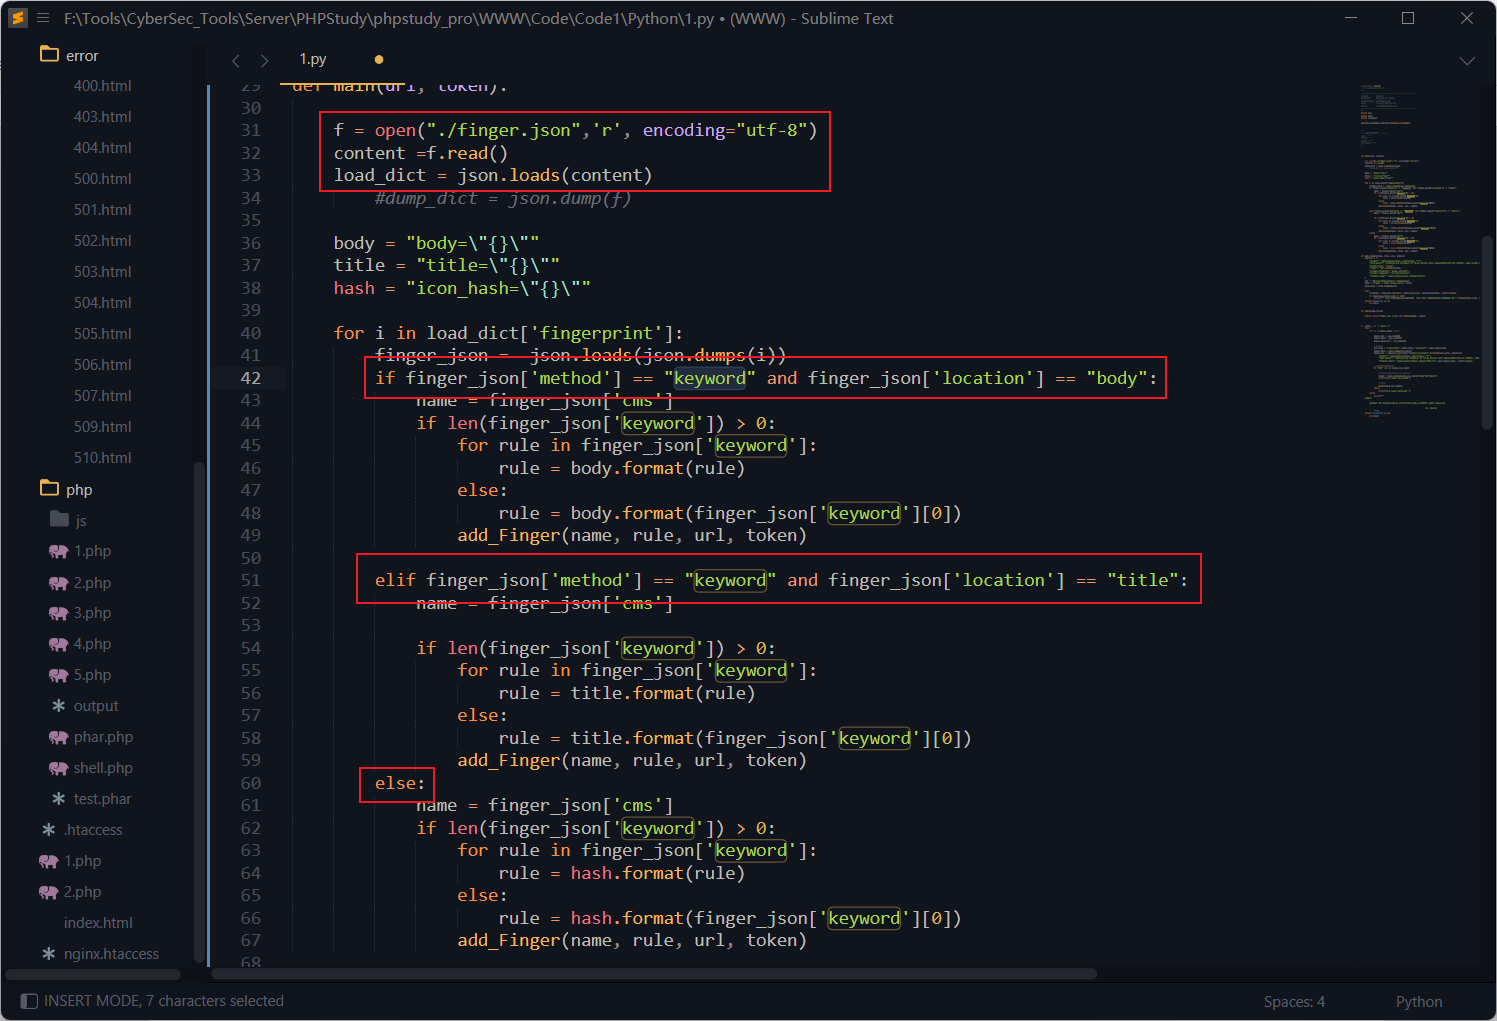 F:\Tools\CyberSec_Tools\Server\PHPStudy\phpstudy_pro\WWW\Code\Code1\Python\1.py • (WWW) - Sublime Text
error
400.html
403.html
404.html
500.html
501.html
502.html
503.html
504.html
505.html
506.html
507.html
509.html
510.html
php
js
1.php
2.php
3.php
4.php
5.php
output
phar.php
shell.php
test.phar
.htaccess
1.php
2.php
index.html
nginx.htaccess
1.py
29 def main(url, token):
30
31     f = open("./finger.json",'r', encoding="utf-8")
32     content =f.read()
33     load_dict = json.loads(content)
34         #dump_dict = json.dump(f)
35
36     body = "body=\"{}\""
37     title = "title=\"{}\""
38     hash = "icon_hash=\"{}\""
39
40     for i in load_dict['fingerprint']:
41         finger_json =  json.loads(json.dumps(i))
42         if finger_json['method'] == "keyword" and finger_json['location'] == "body":
43             name = finger_json['cms']
44             if len(finger_json['keyword']) > 0:
45                 for rule in finger_json['keyword']:
46                     rule = body.format(rule)
47                 else:
48                     rule = body.format(finger_json['keyword'][0])
49                 add_Finger(name, rule, url, token)
50
51         elif finger_json['method'] == "keyword" and finger_json['location'] == "title":
52             name = finger_json['cms']
53
54             if len(finger_json['keyword']) > 0:
55                 for rule in finger_json['keyword']:
56                     rule = title.format(rule)
57                 else:
58                     rule = title.format(finger_json['keyword'][0])
59                 add_Finger(name, rule, url, token)
60         else:
61             name = finger_json['cms']
62             if len(finger_json['keyword']) > 0:
63                 for rule in finger_json['keyword']:
64                     rule = hash.format(rule)
65                 else:
66                     rule = hash.format(finger_json['keyword'][0])
67                 add_Finger(name, rule, url, token)
68
INSERT MODE, 7 characters selected
Spaces: 4
Python